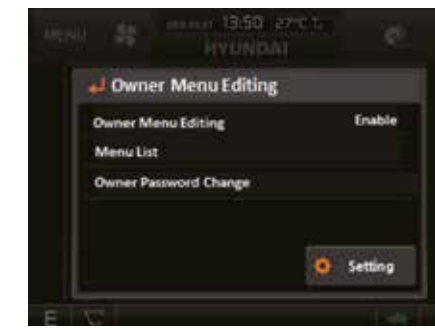 MENU 13:50 27°C
HYUNDAI
Owner Menu Editing
Owner Menu Editing Enable
Menu List
Owner Password Change
Setting
E